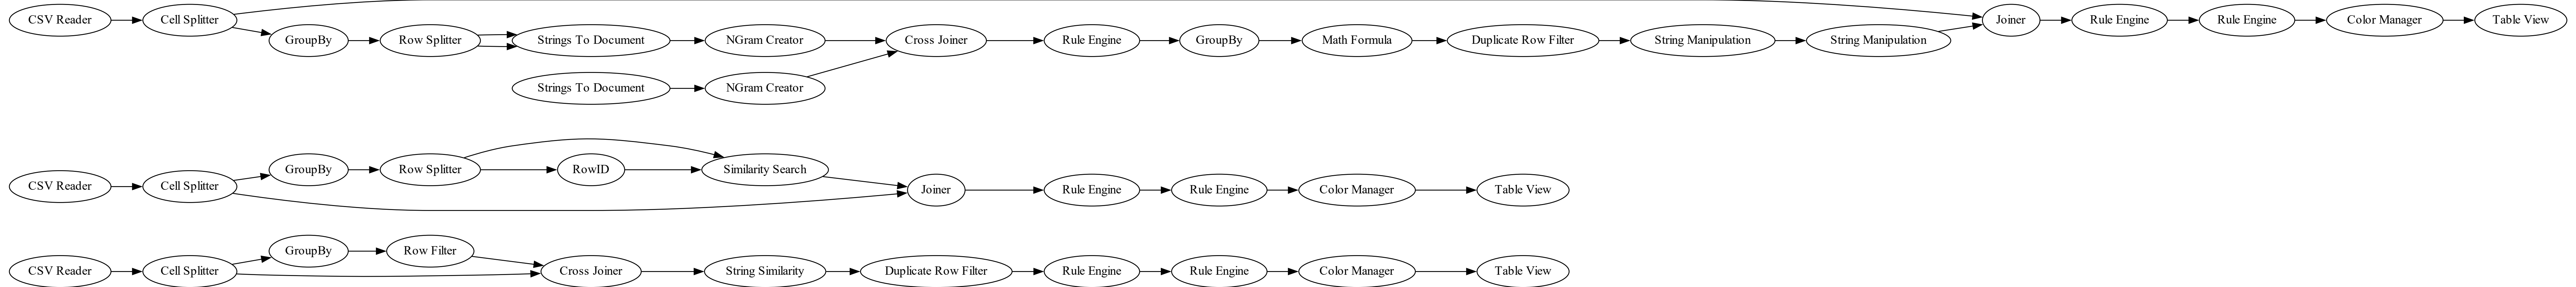 CSV Reader
Cell Splitter
GroupBy
Row Splitter
Strings To Document
NGram Creator
Cross Joiner
Rule Engine
GroupBy
Math Formula
Duplicate Row Filter
String Manipulation
String Manipulation
Joiner
Rule Engine
Rule Engine
Color Manager
Table View
Strings To Document
NGram Creator
CSV Reader
Cell Splitter
GroupBy
Row Splitter
RowID
Similarity Search
Joiner
Rule Engine
Rule Engine
Color Manager
Table View
CSV Reader
Cell Splitter
GroupBy
Row Filter
Cross Joiner
String Similarity
Duplicate Row Filter
Rule Engine
Rule Engine
Color Manager
Table View